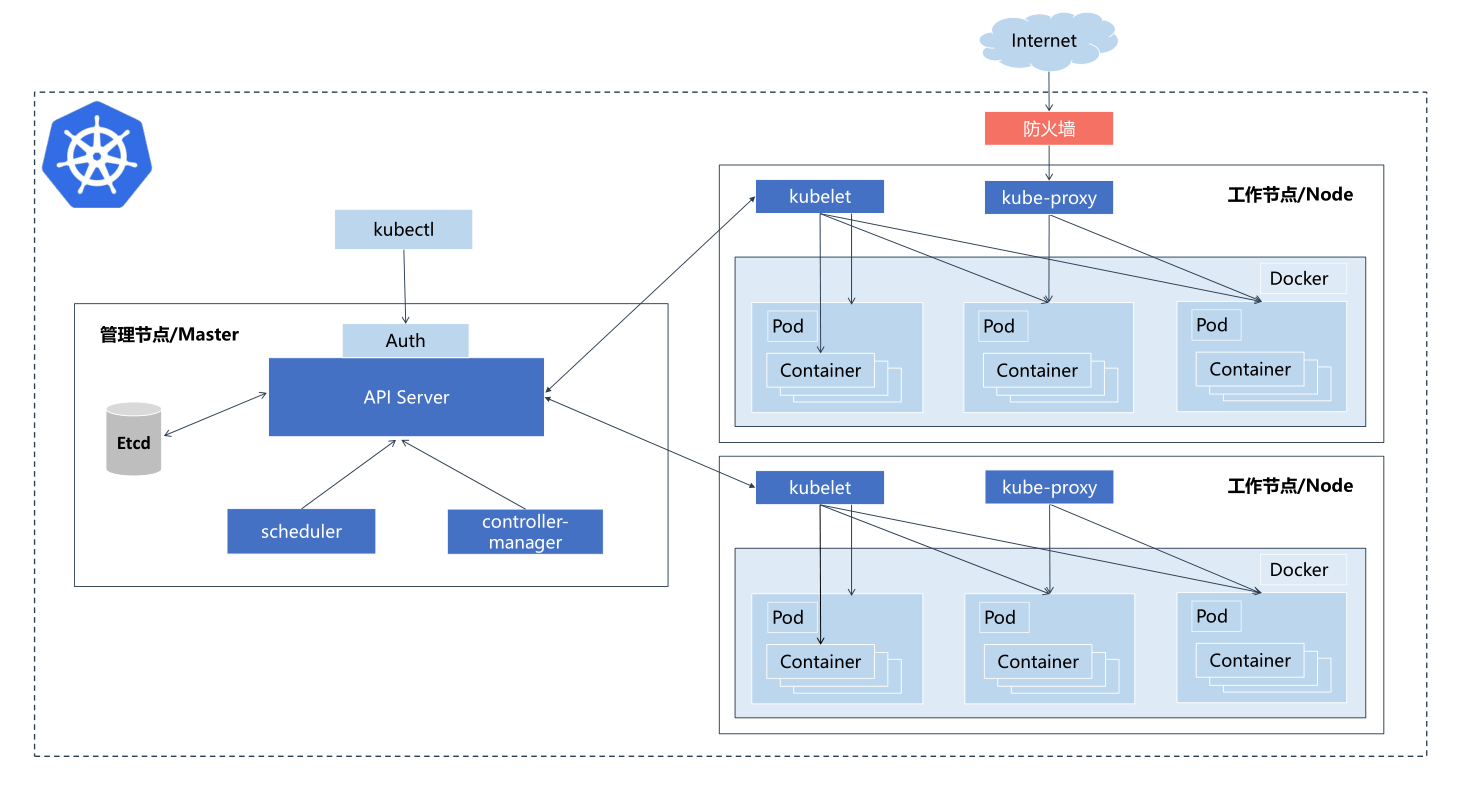 Internet
防火墙
kubelet
kube-proxy
工作节点/Node
kubectl
Docker
管理节点/Master
Auth
Pod
Pod
Pod
Container
Container
Container
API Server
Etcd
scheduler
controller-
manager
kubelet
kube-proxy
工作节点/Node
Docker
Pod
Pod
Pod
Container
Container
Container